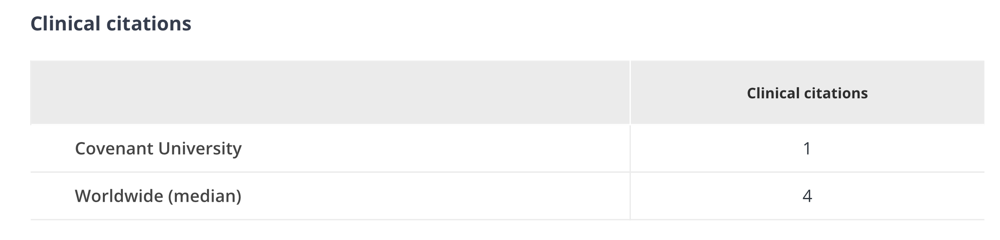 Clinical citations
Clinical citations
Covenant University 1
Worldwide (median) 4